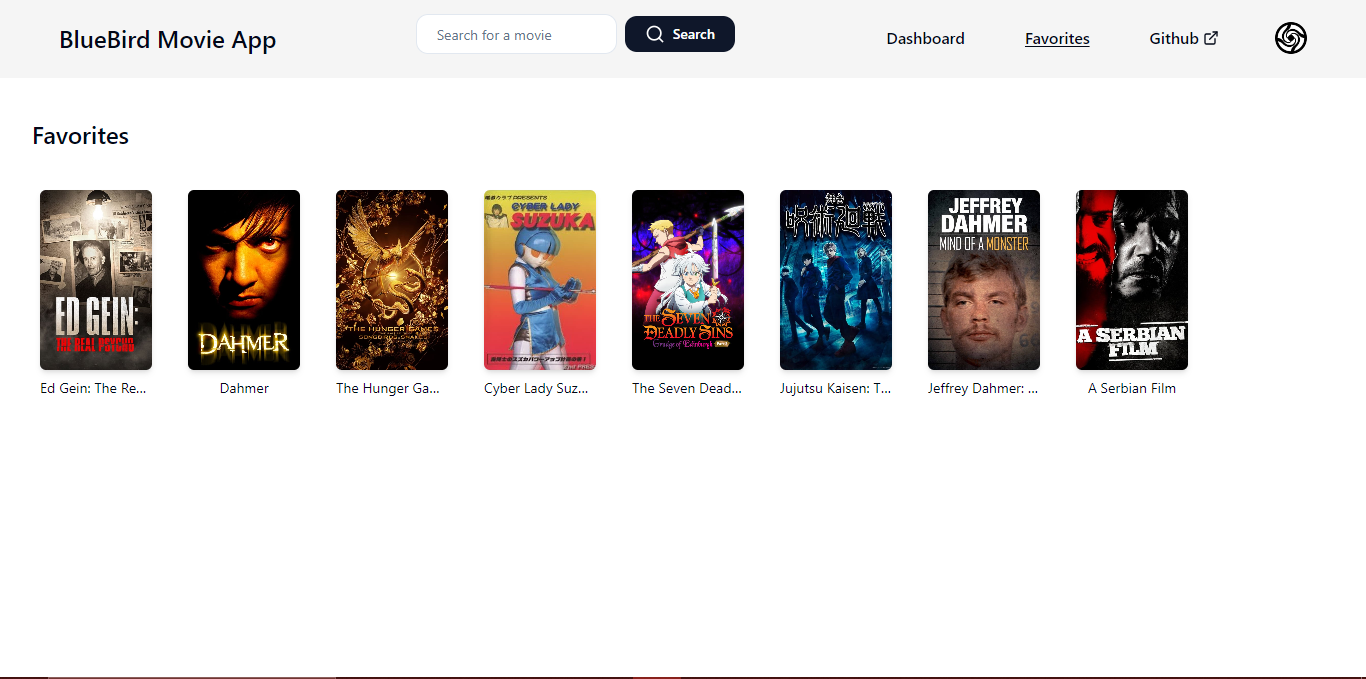 BlueBird Movie App
Search for a movie
Search
Dashboard
Favorites
Github
Favorites
ED GEIN:
THE REAL PSYCHO
Ed Gein: The Re...
DAHMER
Dahmer
THE HUNGER GAMES
The Hunger Ga...
PRESENTS
CYBER LADY
SUZUKA
Cyber Lady Suz...
THE SEVEN
DEADLY SINS
The Seven Dead...
呪術廻戦
Jujutsu Kaisen: T...
JEFFREY
DAHMER
MIND OF A MONSTER
Jeffrey Dahmer: ...
A SERBIAN
FILM
A Serbian Film